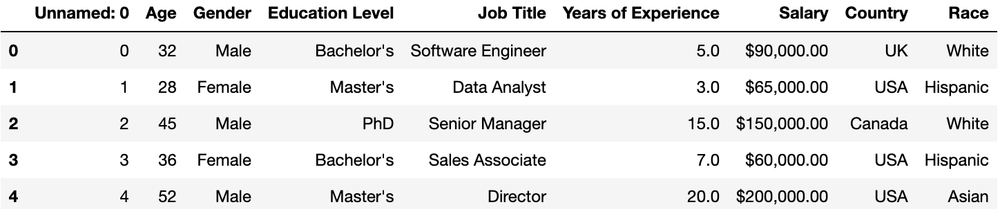 Unnamed: 0 Age Gender Education Level Job Title Years of Experience Salary Country Race
0 0 32 Male Bachelor's Software Engineer 5.0 $90,000.00 UK White
1 1 28 Female Master's Data Analyst 3.0 $65,000.00 USA Hispanic
2 2 45 Male PhD Senior Manager 15.0 $150,000.00 Canada White
3 3 36 Female Bachelor's Sales Associate 7.0 $60,000.00 USA Hispanic
4 4 52 Male Master's Director 20.0 $200,000.00 USA Asian